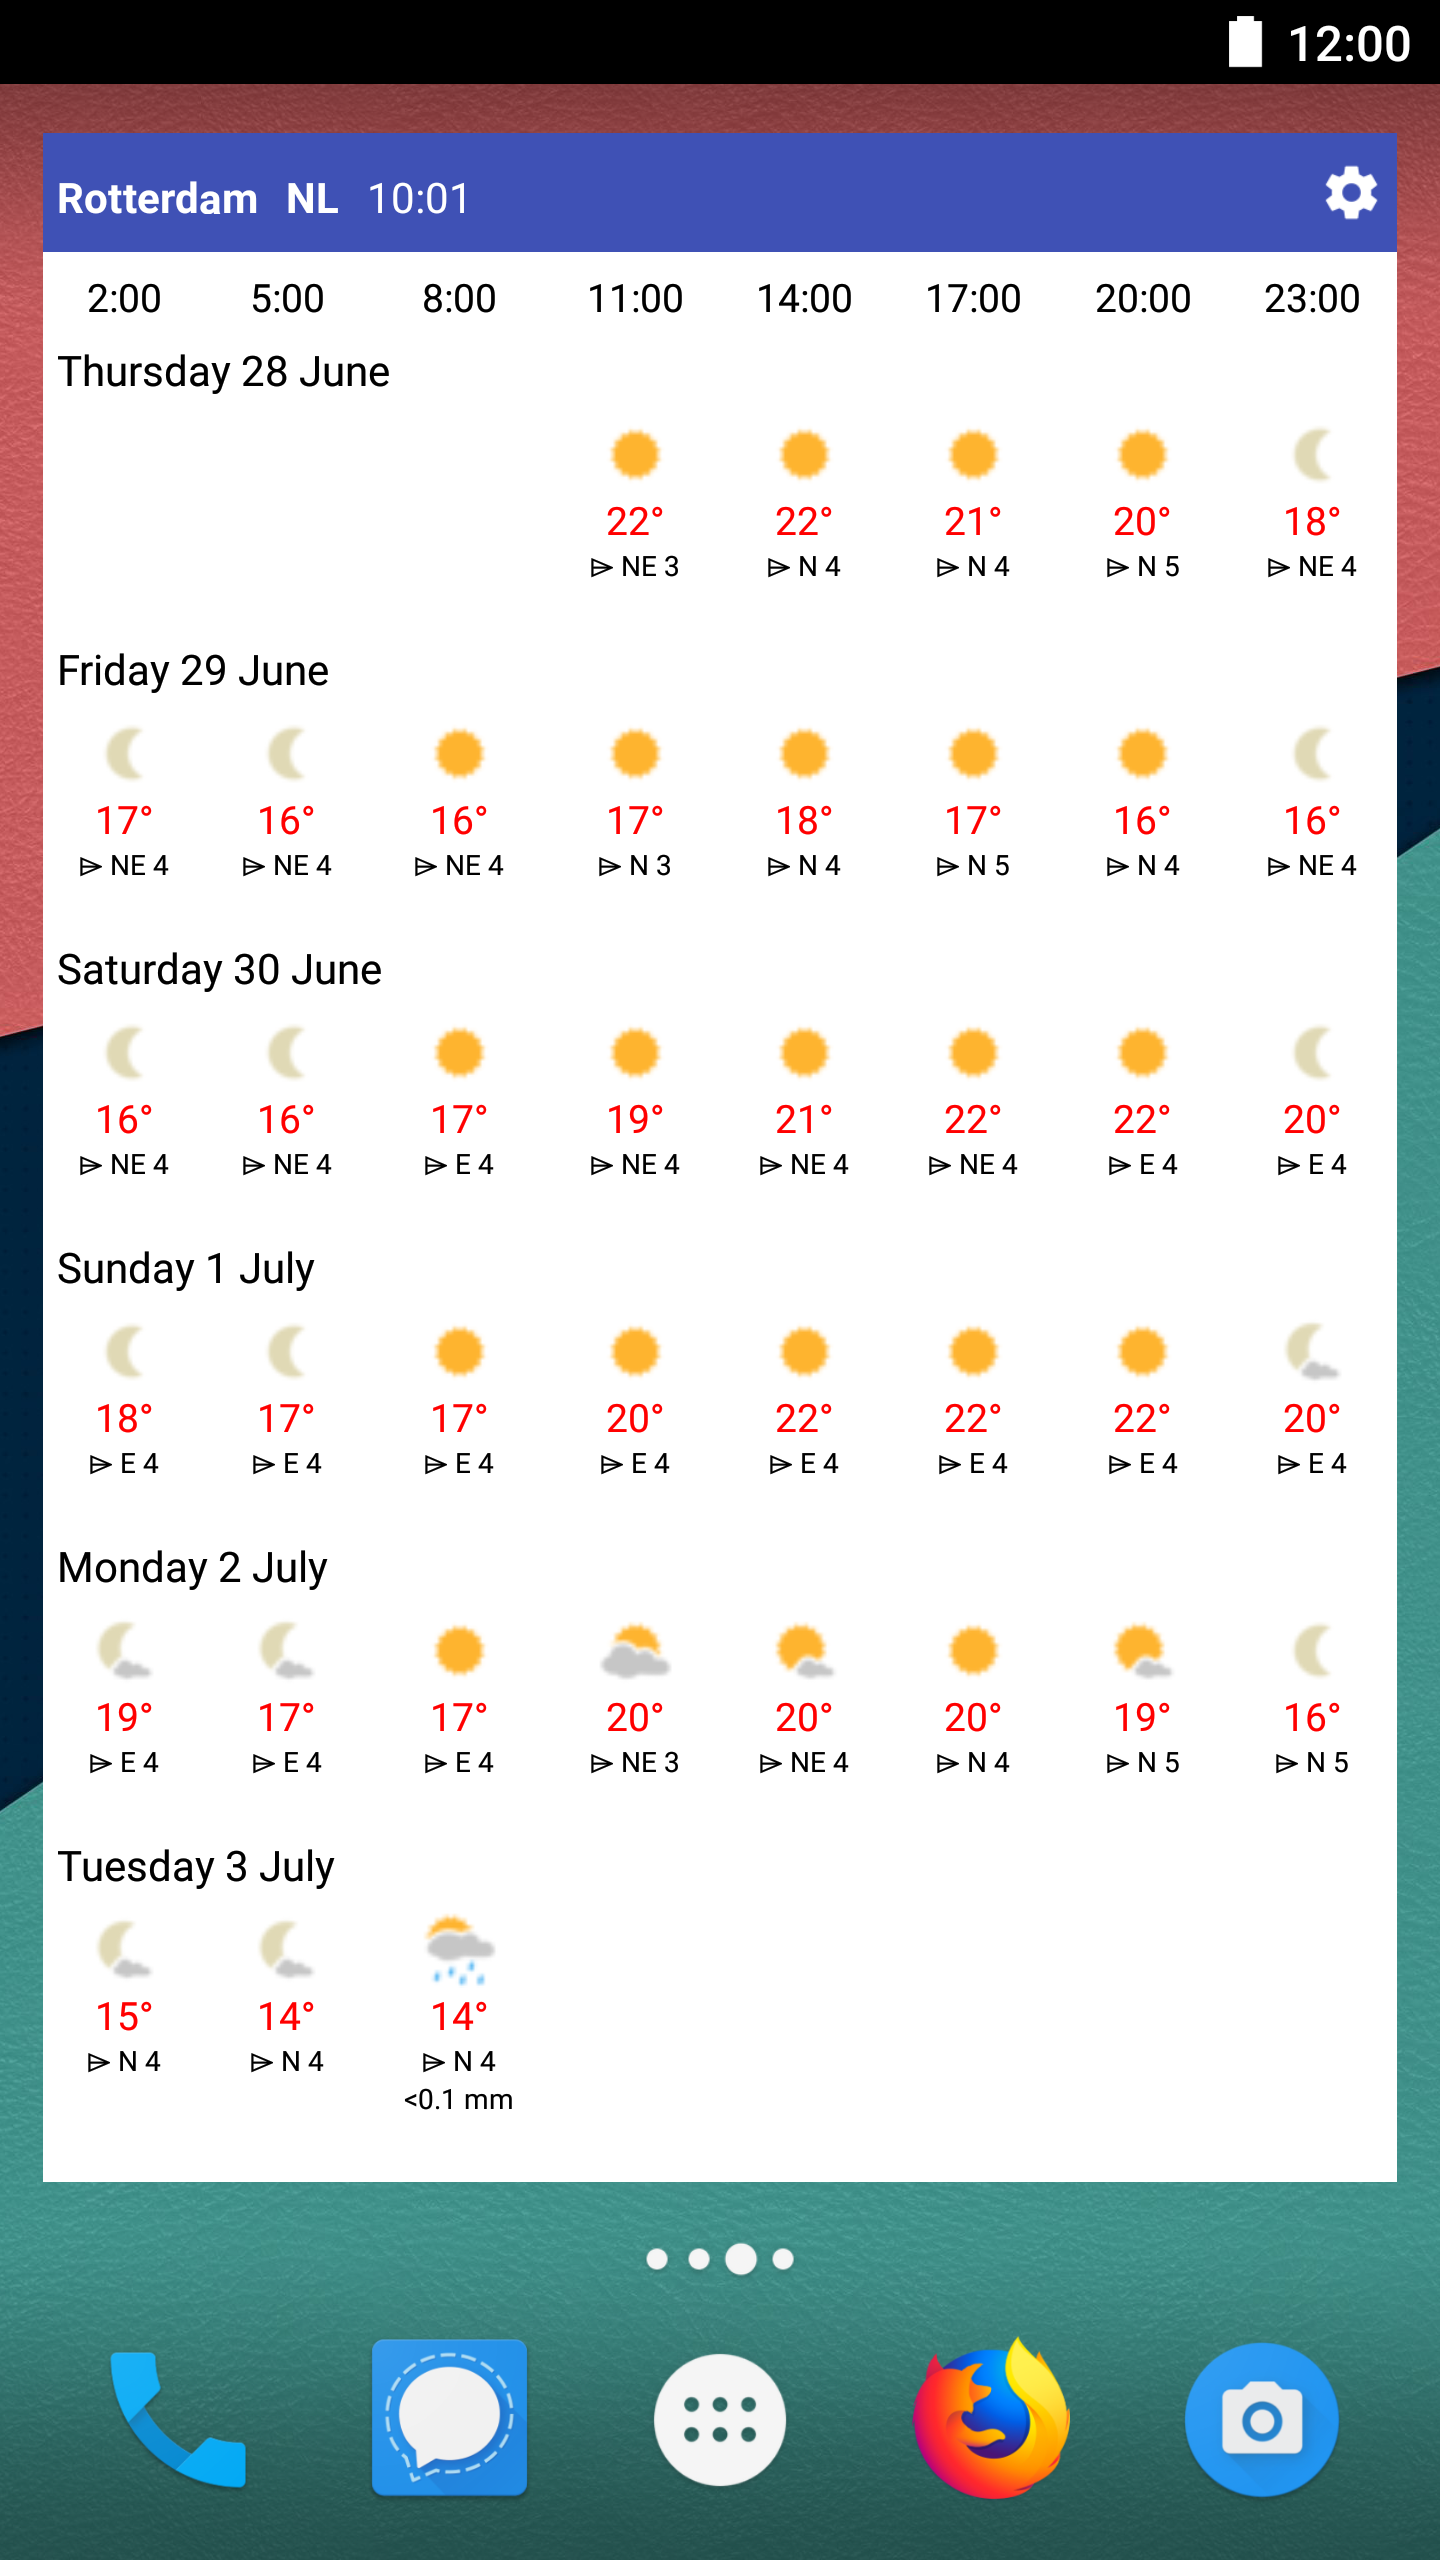 12:00
Rotterdam NL 10:01
2:00 5:00 8:00 11:00 14:00 17:00 20:00 23:00
Thursday 28 June
22° 22° 21° 20° 18°
NE 3 N 4 N 4 N 5 NE 4
Friday 29 June
17° 16° 16° 17° 18° 17° 16° 16°
NE 4 NE 4 NE 4 N 3 N 4 N 5 N 4 NE 4
Saturday 30 June
16° 16° 17° 19° 21° 22° 22° 20°
NE 4 NE 4 E 4 NE 4 NE 4 NE 4 E 4 E 4
Sunday 1 July
18° 17° 17° 20° 22° 22° 22° 20°
E 4 E 4 E 4 E 4 E 4 E 4 E 4 E 4
Monday 2 July
19° 17° 17° 20° 20° 20° 19° 16°
E 4 E 4 E 4 NE 3 NE 4 N 4 N 5 N 5
Tuesday 3 July
15° 14° 14°
N 4 N 4 N 4
<0.1 mm